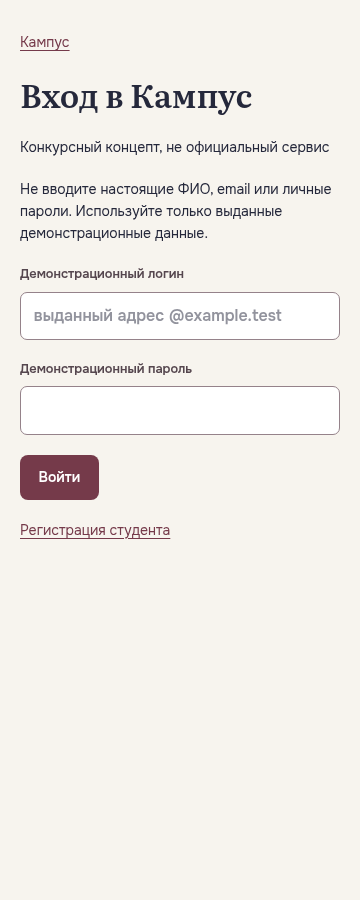 Кампус
Вход в Кампус
Конкурсный концепт, не официальный сервис
Не вводите настоящие ФИО, email или личные
пароли. Используйте только выданные
демонстрационные данные.
Демонстрационный логин
выданный адрес @example.test
Демонстрационный пароль
Войти
Регистрация студента